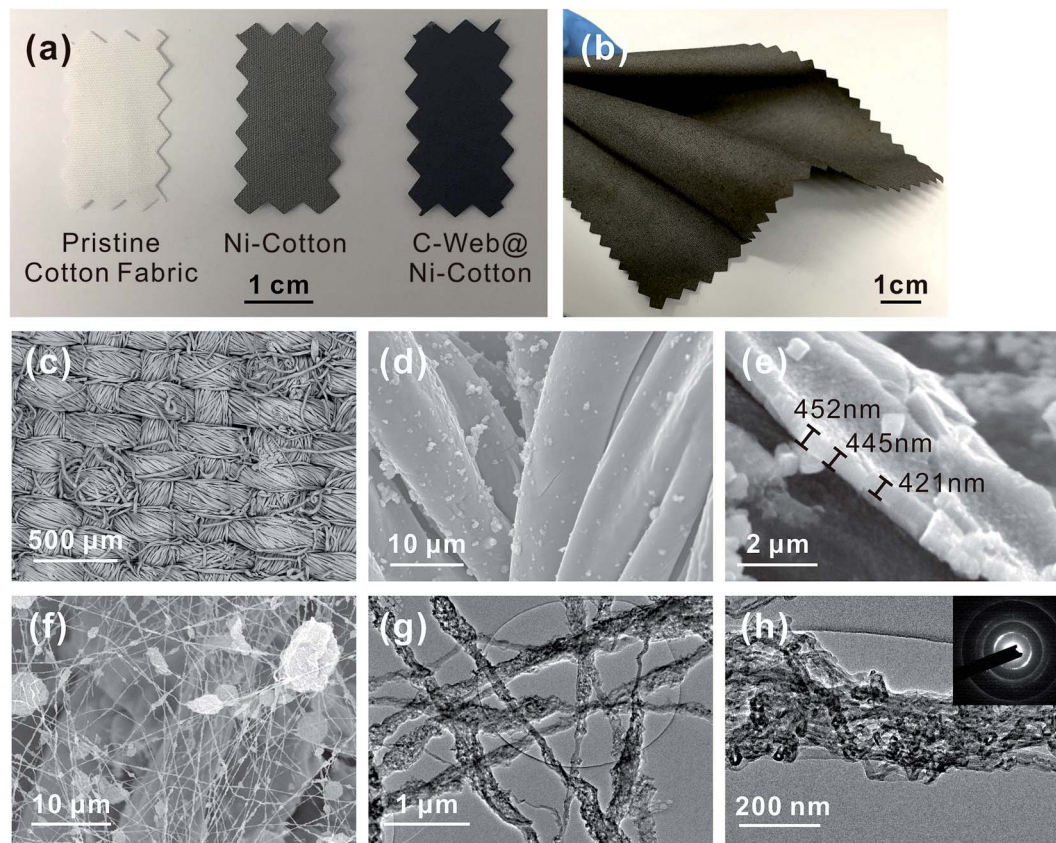 (a)
Pristine
Cotton Fabric
Ni-Cotton
1 cm
C-Web@
Ni-Cotton
(b)
1cm
(c)
500 μm
(d)
10 μm
(e)
452nm
445nm
421nm
2 μm
(f)
10 μm
(g)
1 μm
(h)
200 nm